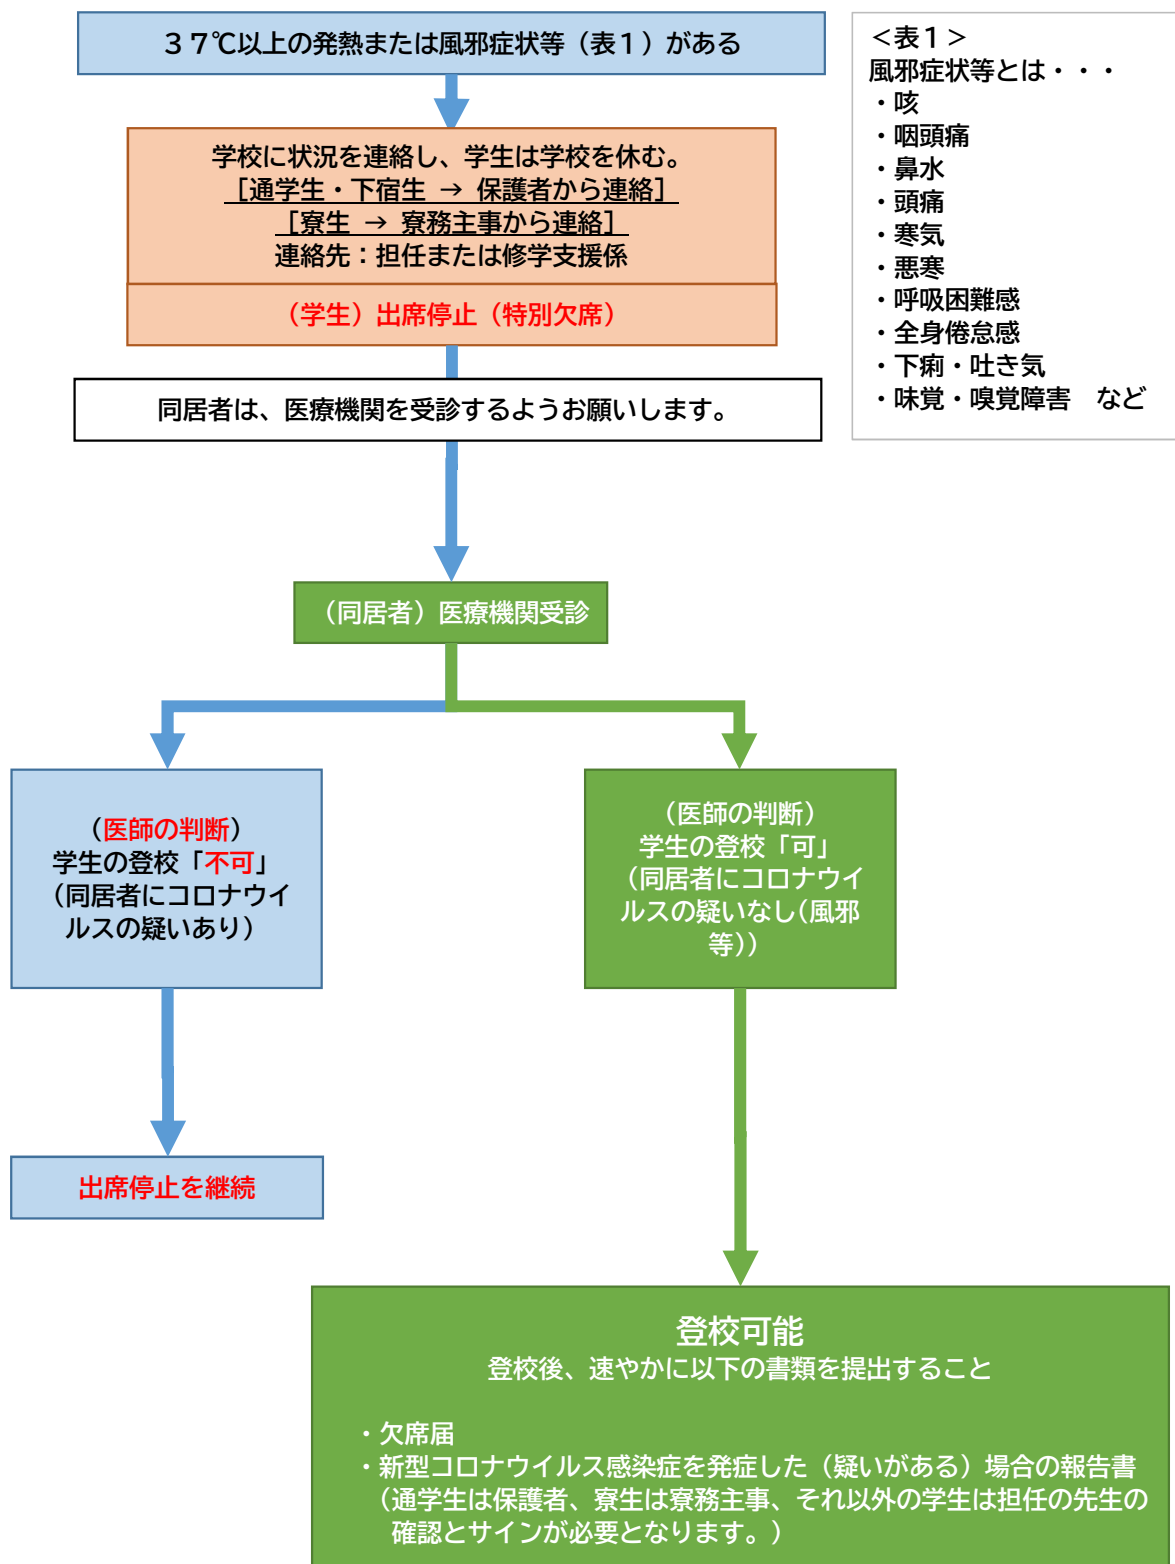 ３７℃以上の発熱または風邪症状等（表１）がある
＜表１＞
風邪症状等とは・・・
・咳
・咽頭痛
・鼻水
・頭痛
・寒気
・悪寒
・呼吸困難感
・全身倦怠感
・下痢・吐き気
・味覚・嗅覚障害　など
学校に状況を連絡し、学生は学校を休む。
［通学生・下宿生 → 保護者から連絡］
［寮生 → 寮務主事から連絡］
連絡先：担任または修学支援係
（学生）出席停止（特別欠席）
同居者は、医療機関を受診するようお願いします。
（同居者）医療機関受診
（医師の判断）
学生の登校「不可」
（同居者にコロナウイ
ルスの疑いあり）
（医師の判断）
学生の登校「可」
（同居者にコロナウイ
ルスの疑いなし(風邪
等)）
出席停止を継続
登校可能
登校後、速やかに以下の書類を提出すること
・欠席届
・新型コロナウイルス感染症を発症した（疑いがある）場合の報告書
（通学生は保護者、寮生は寮務主事、それ以外の学生は担任の先生の
確認とサインが必要となります。）